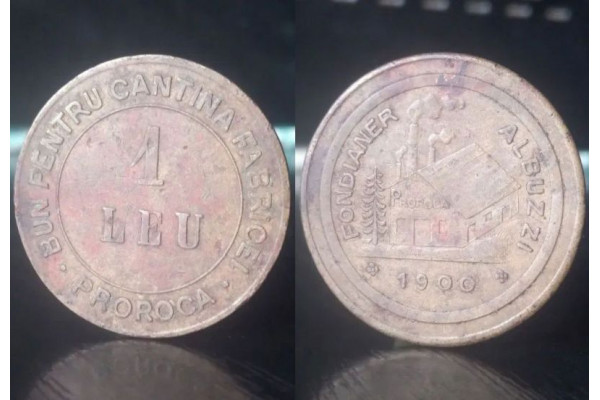 BUN PENTRU CANTINA FABRICEI
1
LEU
· PROROCA ·
FONDIANER ALBUZZI
PROROCA
* 1900 *